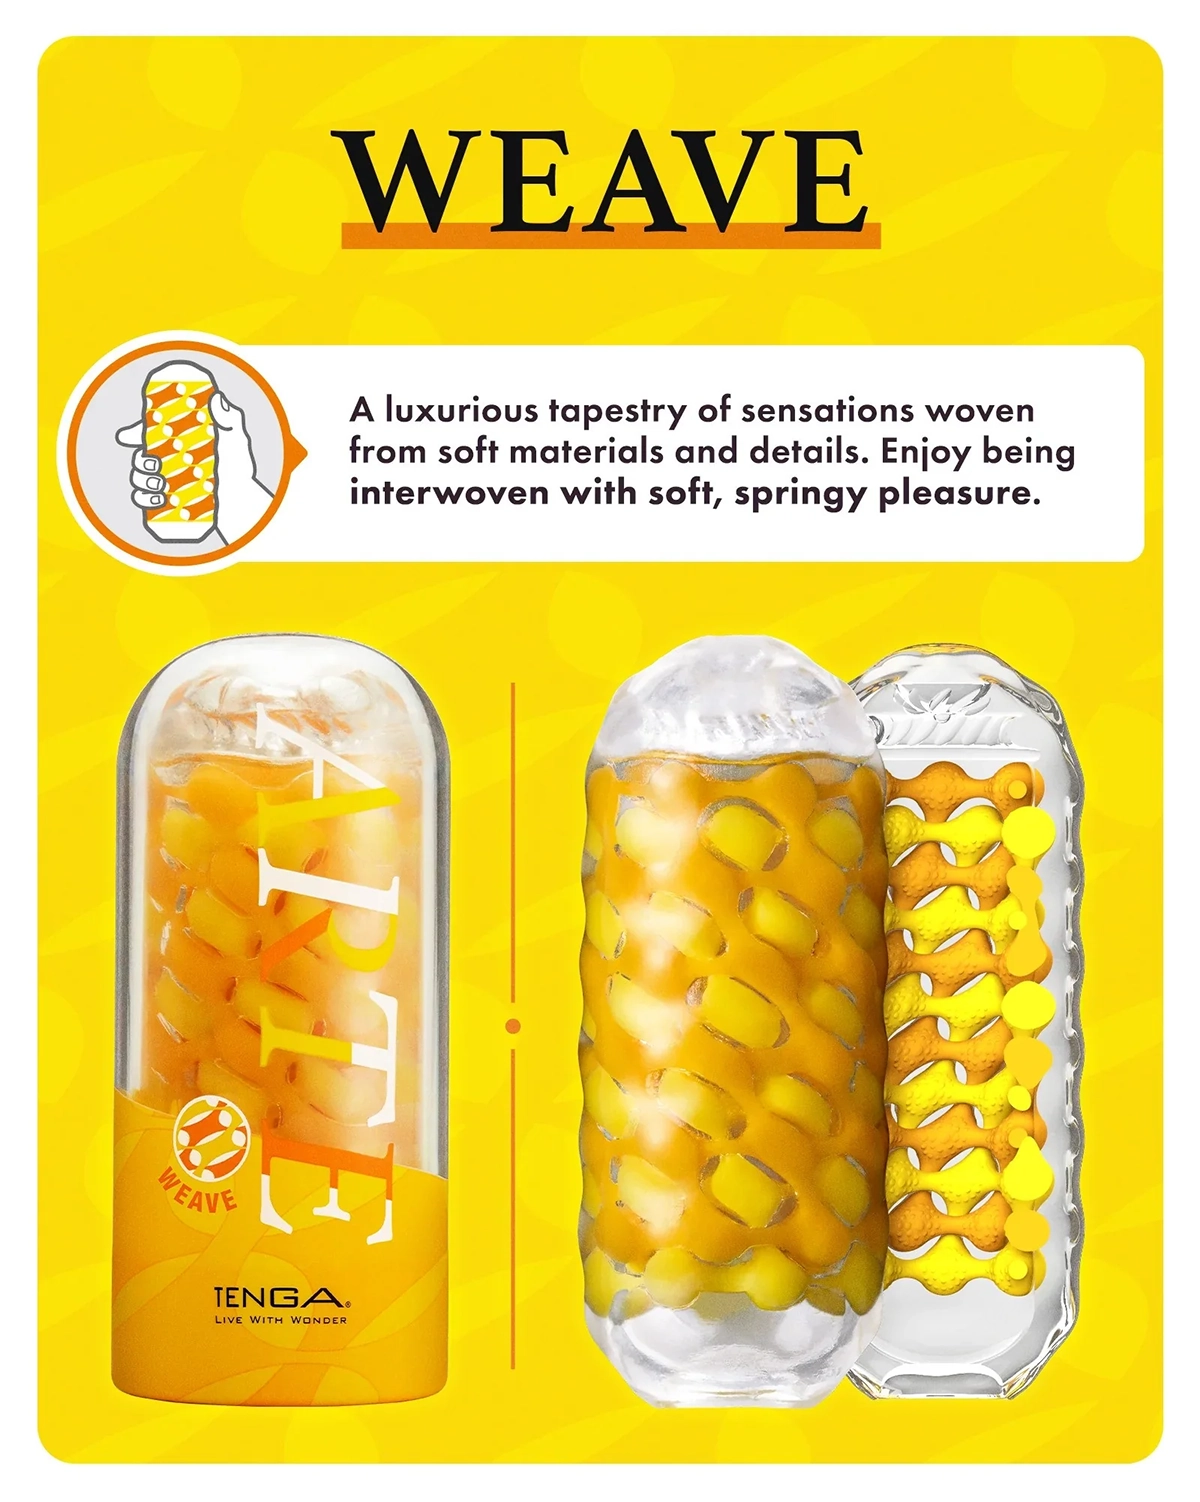 WEAVE
A luxurious tapestry of sensations woven
from soft materials and details. Enjoy being
interwoven with soft, springy pleasure.
ARTE
WEAVE
TENGA®
LIVE WITH WONDER